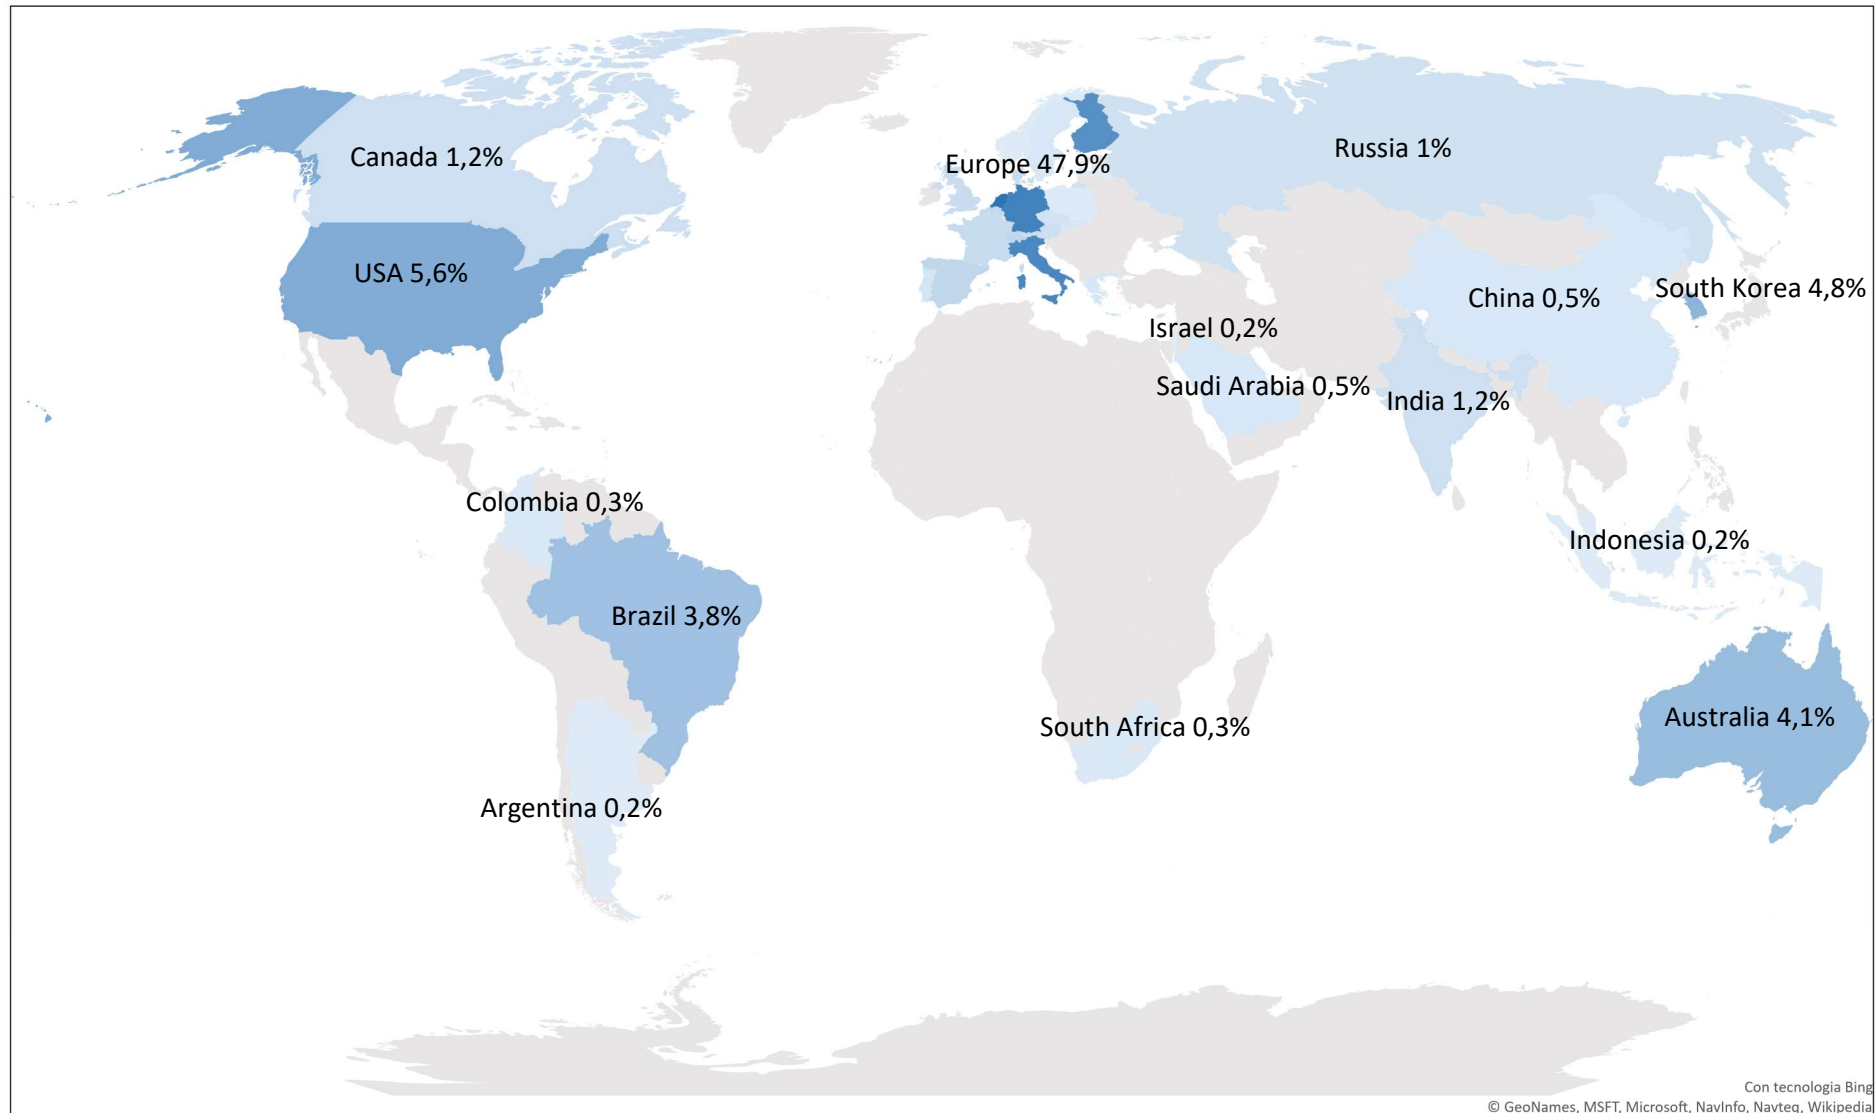 Canada 1,2%
Europe 47,9%
Russia 1%
USA 5,6%
China 0,5%
South Korea 4,8%
Israel 0,2%
Saudi Arabia 0,5%
India 1,2%
Colombia 0,3%
Indonesia 0,2%
Brazil 3,8%
South Africa 0,3%
Australia 4,1%
Argentina 0,2%
Con tecnologia Bing
© GeoNames, MSFT, Microsoft, NavInfo, Navteq, Wikipedia